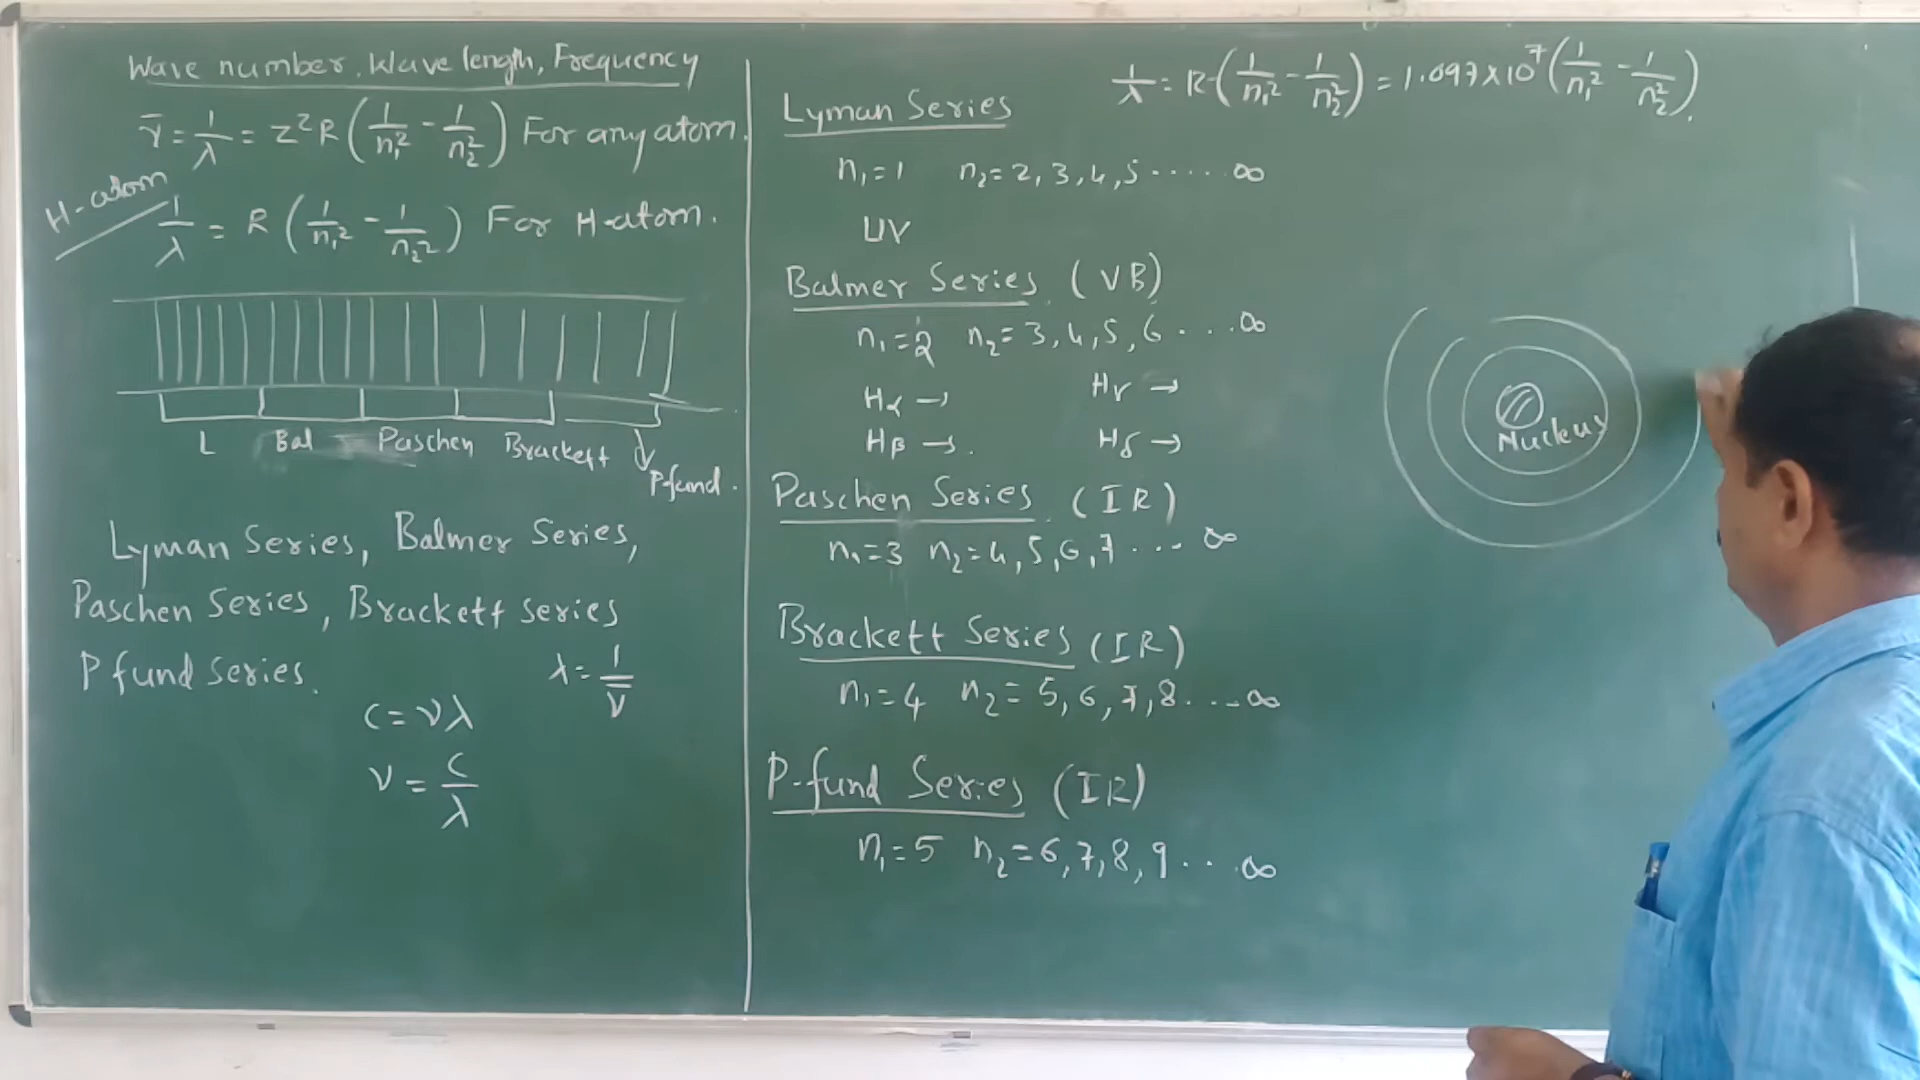 Wave number, Wave length, Frequency
ν̅ = 1/λ = Z²R(1/n₁² - 1/n₂²) For any atom.
H-atom
1/λ = R(1/n₁² - 1/n₂²) For H-atom.
L Bal Paschen Brackett P-fund.
Lyman Series, Balmer Series,
Paschen Series, Brackett series
P fund Series.
λ = 1/ν̅
c = νλ
ν = c/λ
1/λ = R(1/n₁² - 1/n₂²) = 1.097×10⁷(1/n₁² - 1/n₂²).
Lyman Series
n₁=1 n₂=2,3,4,5.....∞
UV
Balmer Series (VB)
n₁=2 n₂=3,4,5,6...∞
Hα → Hγ →
Hβ →. Hδ →
Paschen Series (IR)
n₁=3 n₂=4,5,6,7...∞
Brackett Series (IR)
n₁=4 n₂=5,6,7,8...∞
P-fund Series (IR)
n₁=5 n₂=6,7,8,9...∞
Nucleus